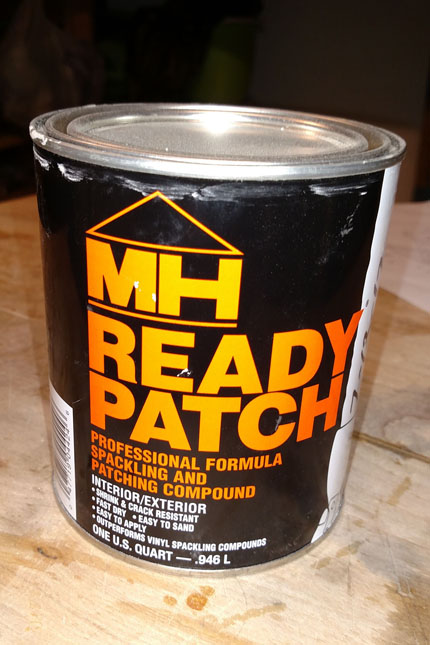 MH
READY
PATCH
PROFESSIONAL FORMULA
SPACKLING AND
PATCHING COMPOUND
INTERIOR/EXTERIOR
• SHRINK & CRACK RESISTANT
• FAST DRY • EASY TO SAND
• EASY TO APPLY
• OUTPERFORMS VINYL SPACKLING COMPOUNDS
ONE U.S. QUART — .946 L